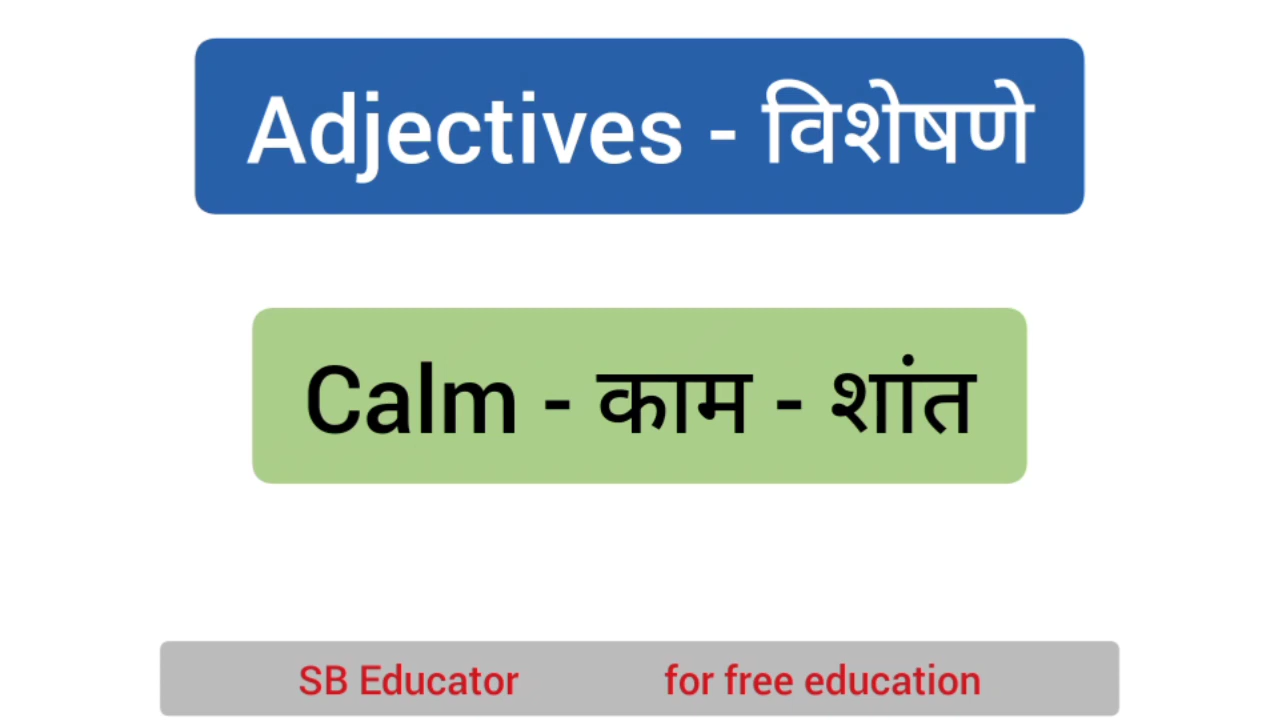 Adjectives - विशेषणे
Calm - काम - शांत
SB Educator for free education